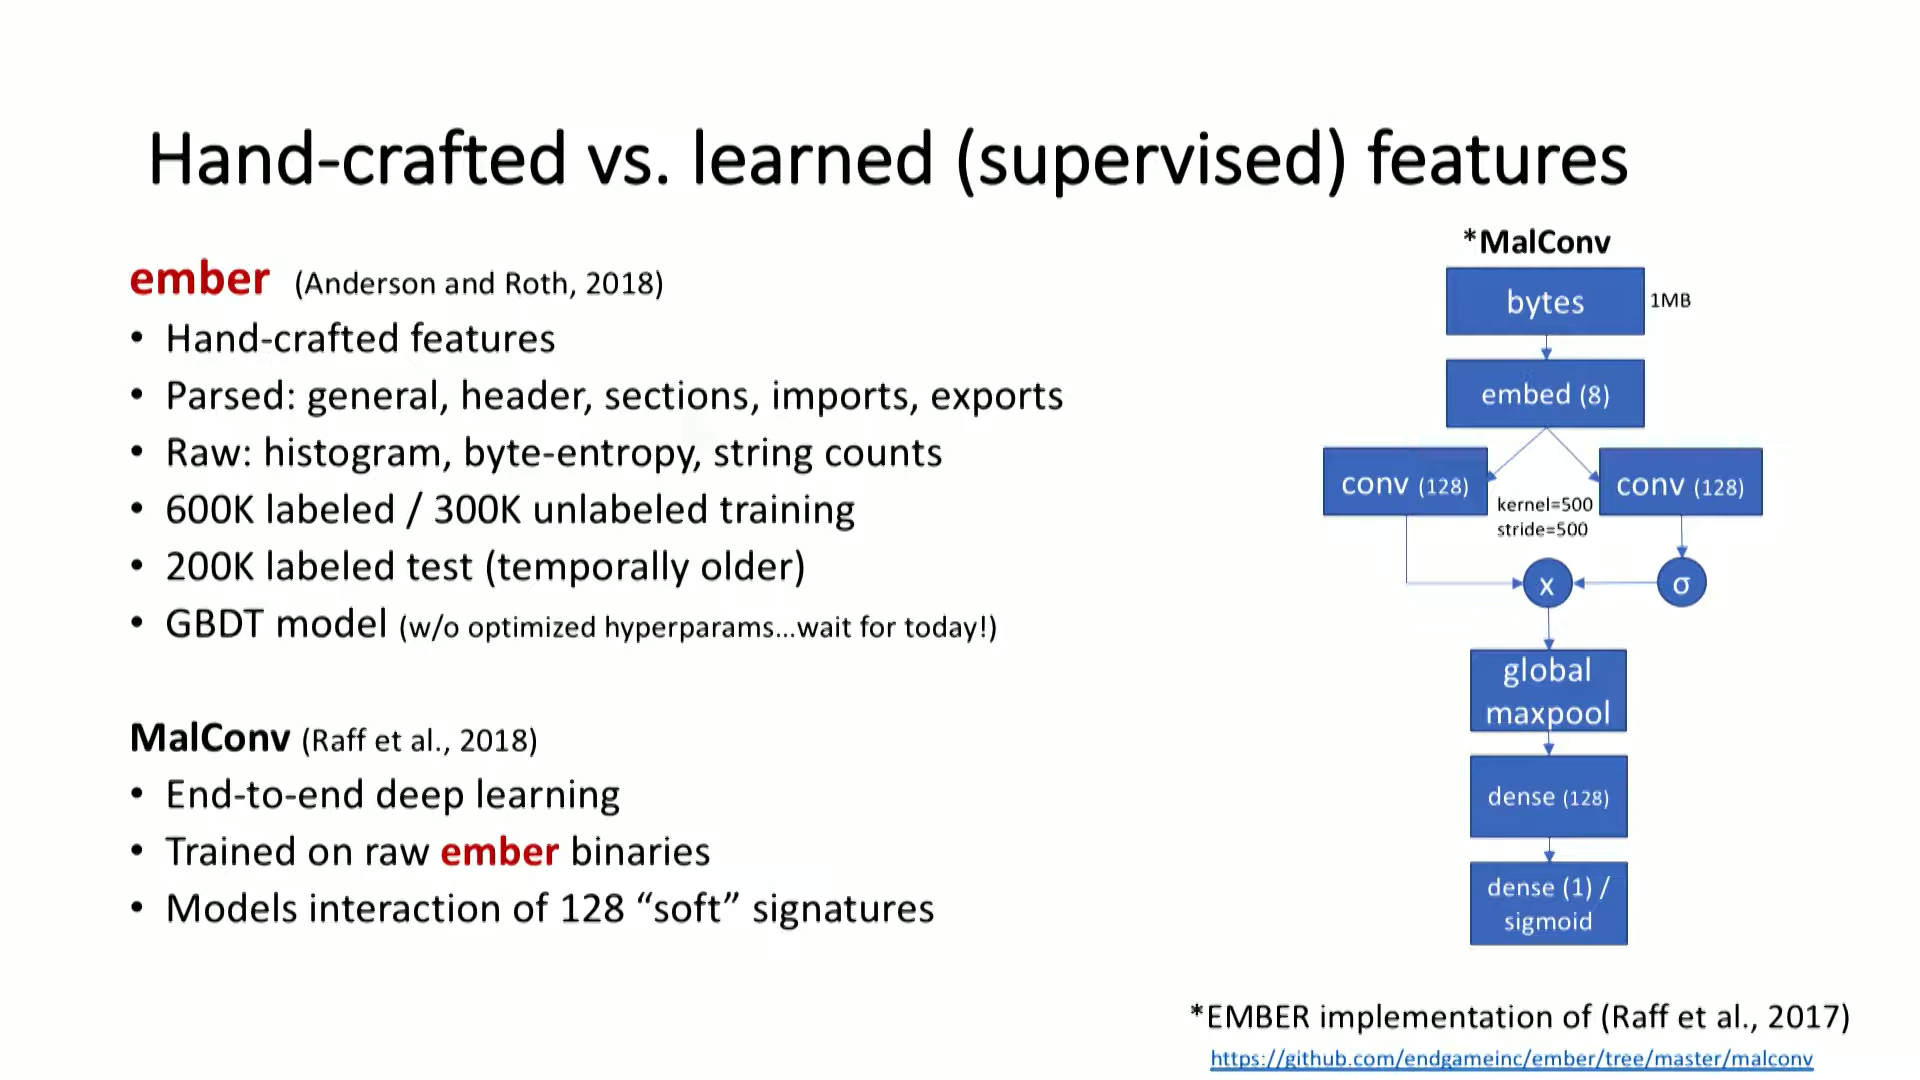 Hand-crafted vs. learned (supervised) features
ember (Anderson and Roth, 2018)
• Hand-crafted features
• Parsed: general, header, sections, imports, exports
• Raw: histogram, byte-entropy, string counts
• 600K labeled / 300K unlabeled training
• 200K labeled test (temporally older)
• GBDT model (w/o optimized hyperparams...wait for today!)
MalConv (Raff et al., 2018)
• End-to-end deep learning
• Trained on raw ember binaries
• Models interaction of 128 “soft” signatures
*MalConv
bytes
1MB
embed (8)
conv (128)
kernel=500
stride=500
conv (128)
x
σ
global
maxpool
dense (128)
dense (1) /
sigmoid
*EMBER implementation of (Raff et al., 2017)
https://github.com/endgameinc/ember/tree/master/malconv